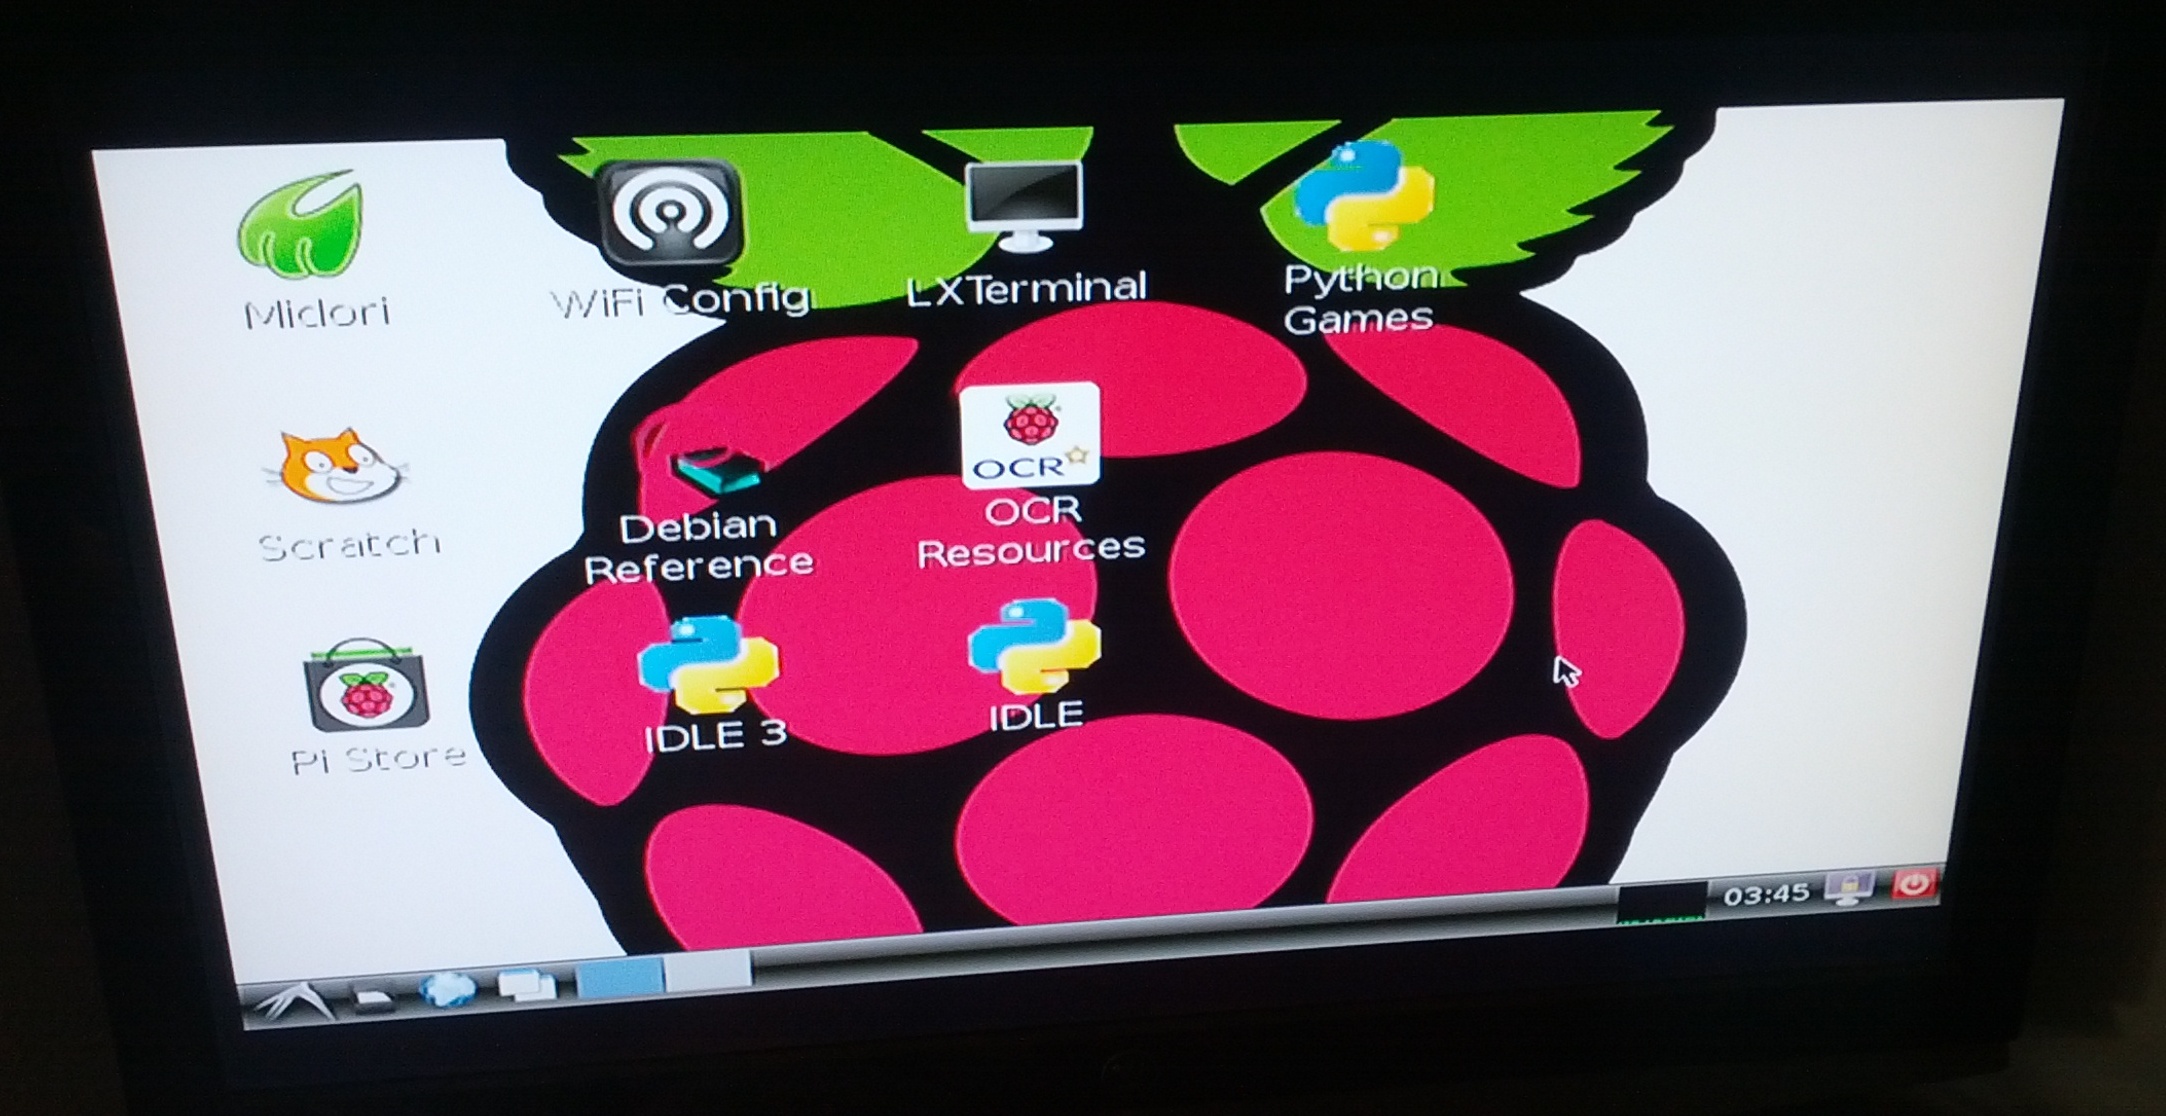 Midori
WiFi Config
LXTerminal
Python
Games
Scratch
Debian
Reference
OCR
OCR
Resources
Pi Store
IDLE 3
IDLE
03:45